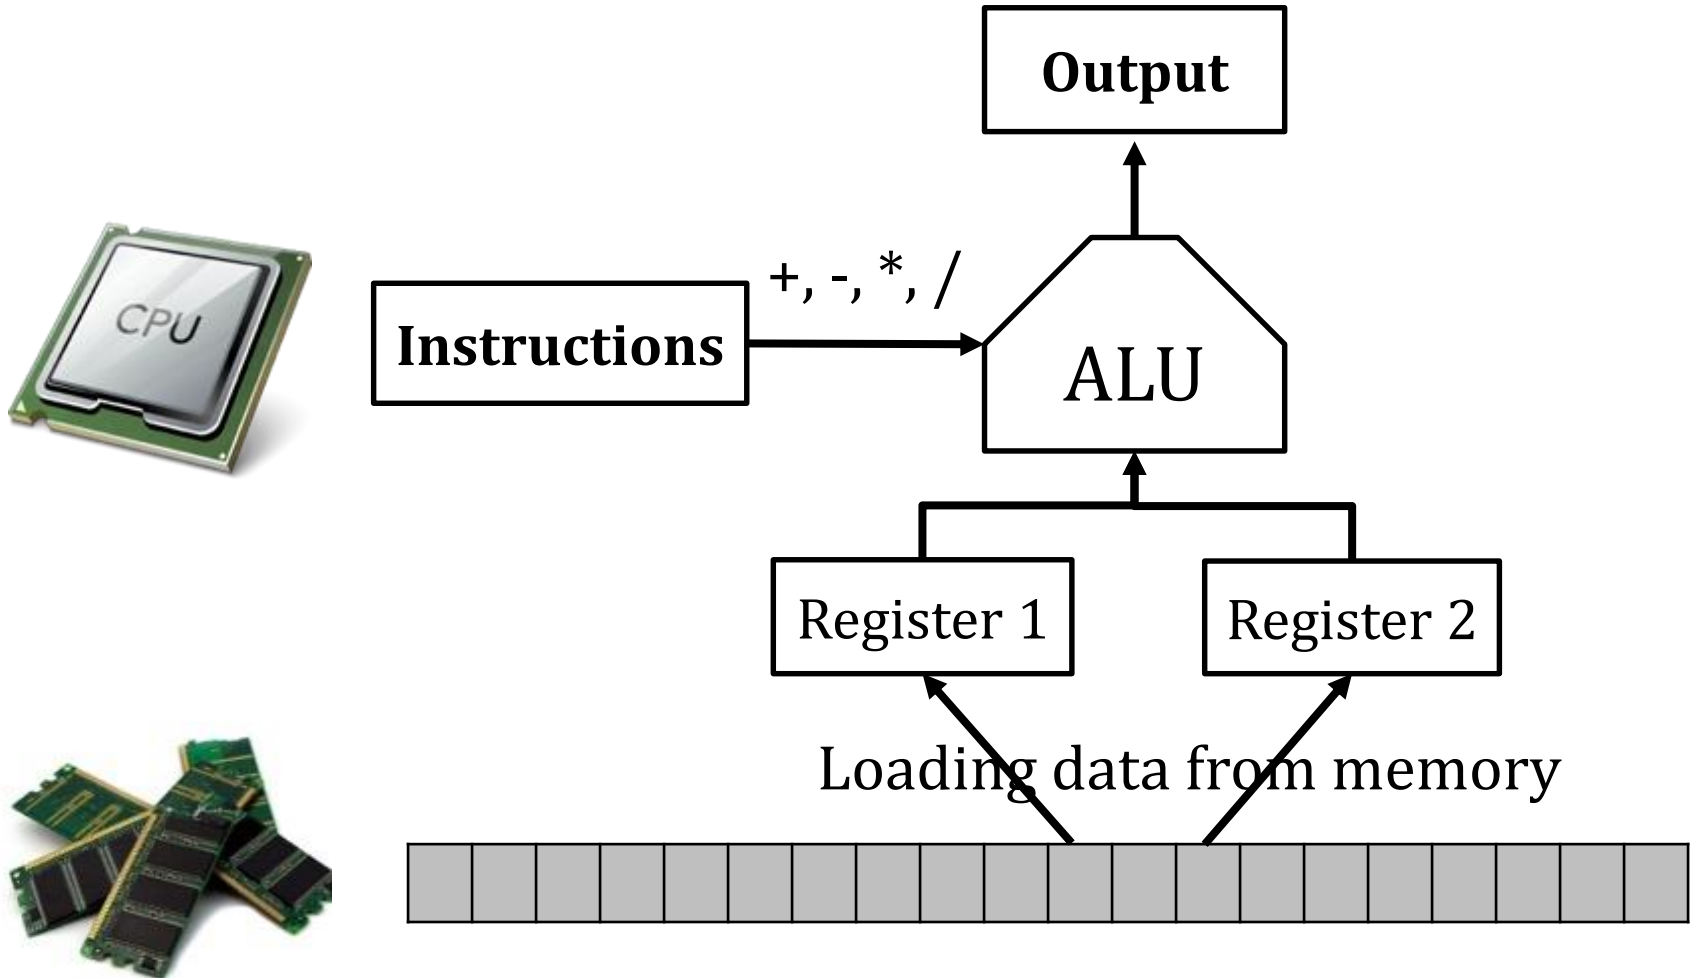 Output
+, -, *, /
CPU
Instructions
ALU
Register 1
Register 2
Loading data from memory